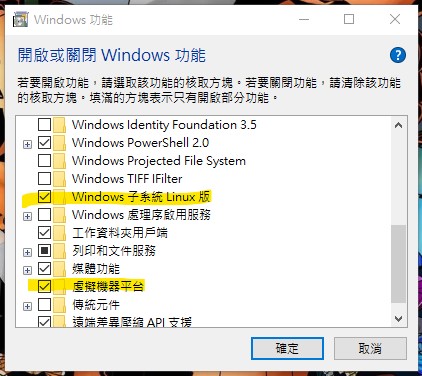 Windows 功能
開啟或關閉 Windows 功能
若要開啟功能，請選取該功能的核取方塊。若要關閉功能，請清除該功能
的核取方塊。填滿的方塊表示只有開啟部分功能。
Windows Identity Foundation 3.5
Windows PowerShell 2.0
Windows Projected File System
Windows TIFF IFilter
Windows 子系統 Linux 版
Windows 處理序啟用服務
工作資料夾用戶端
列印和文件服務
媒體功能
虛擬機器平台
傳統元件
遠端差異壓縮 API 支援
確定
取消